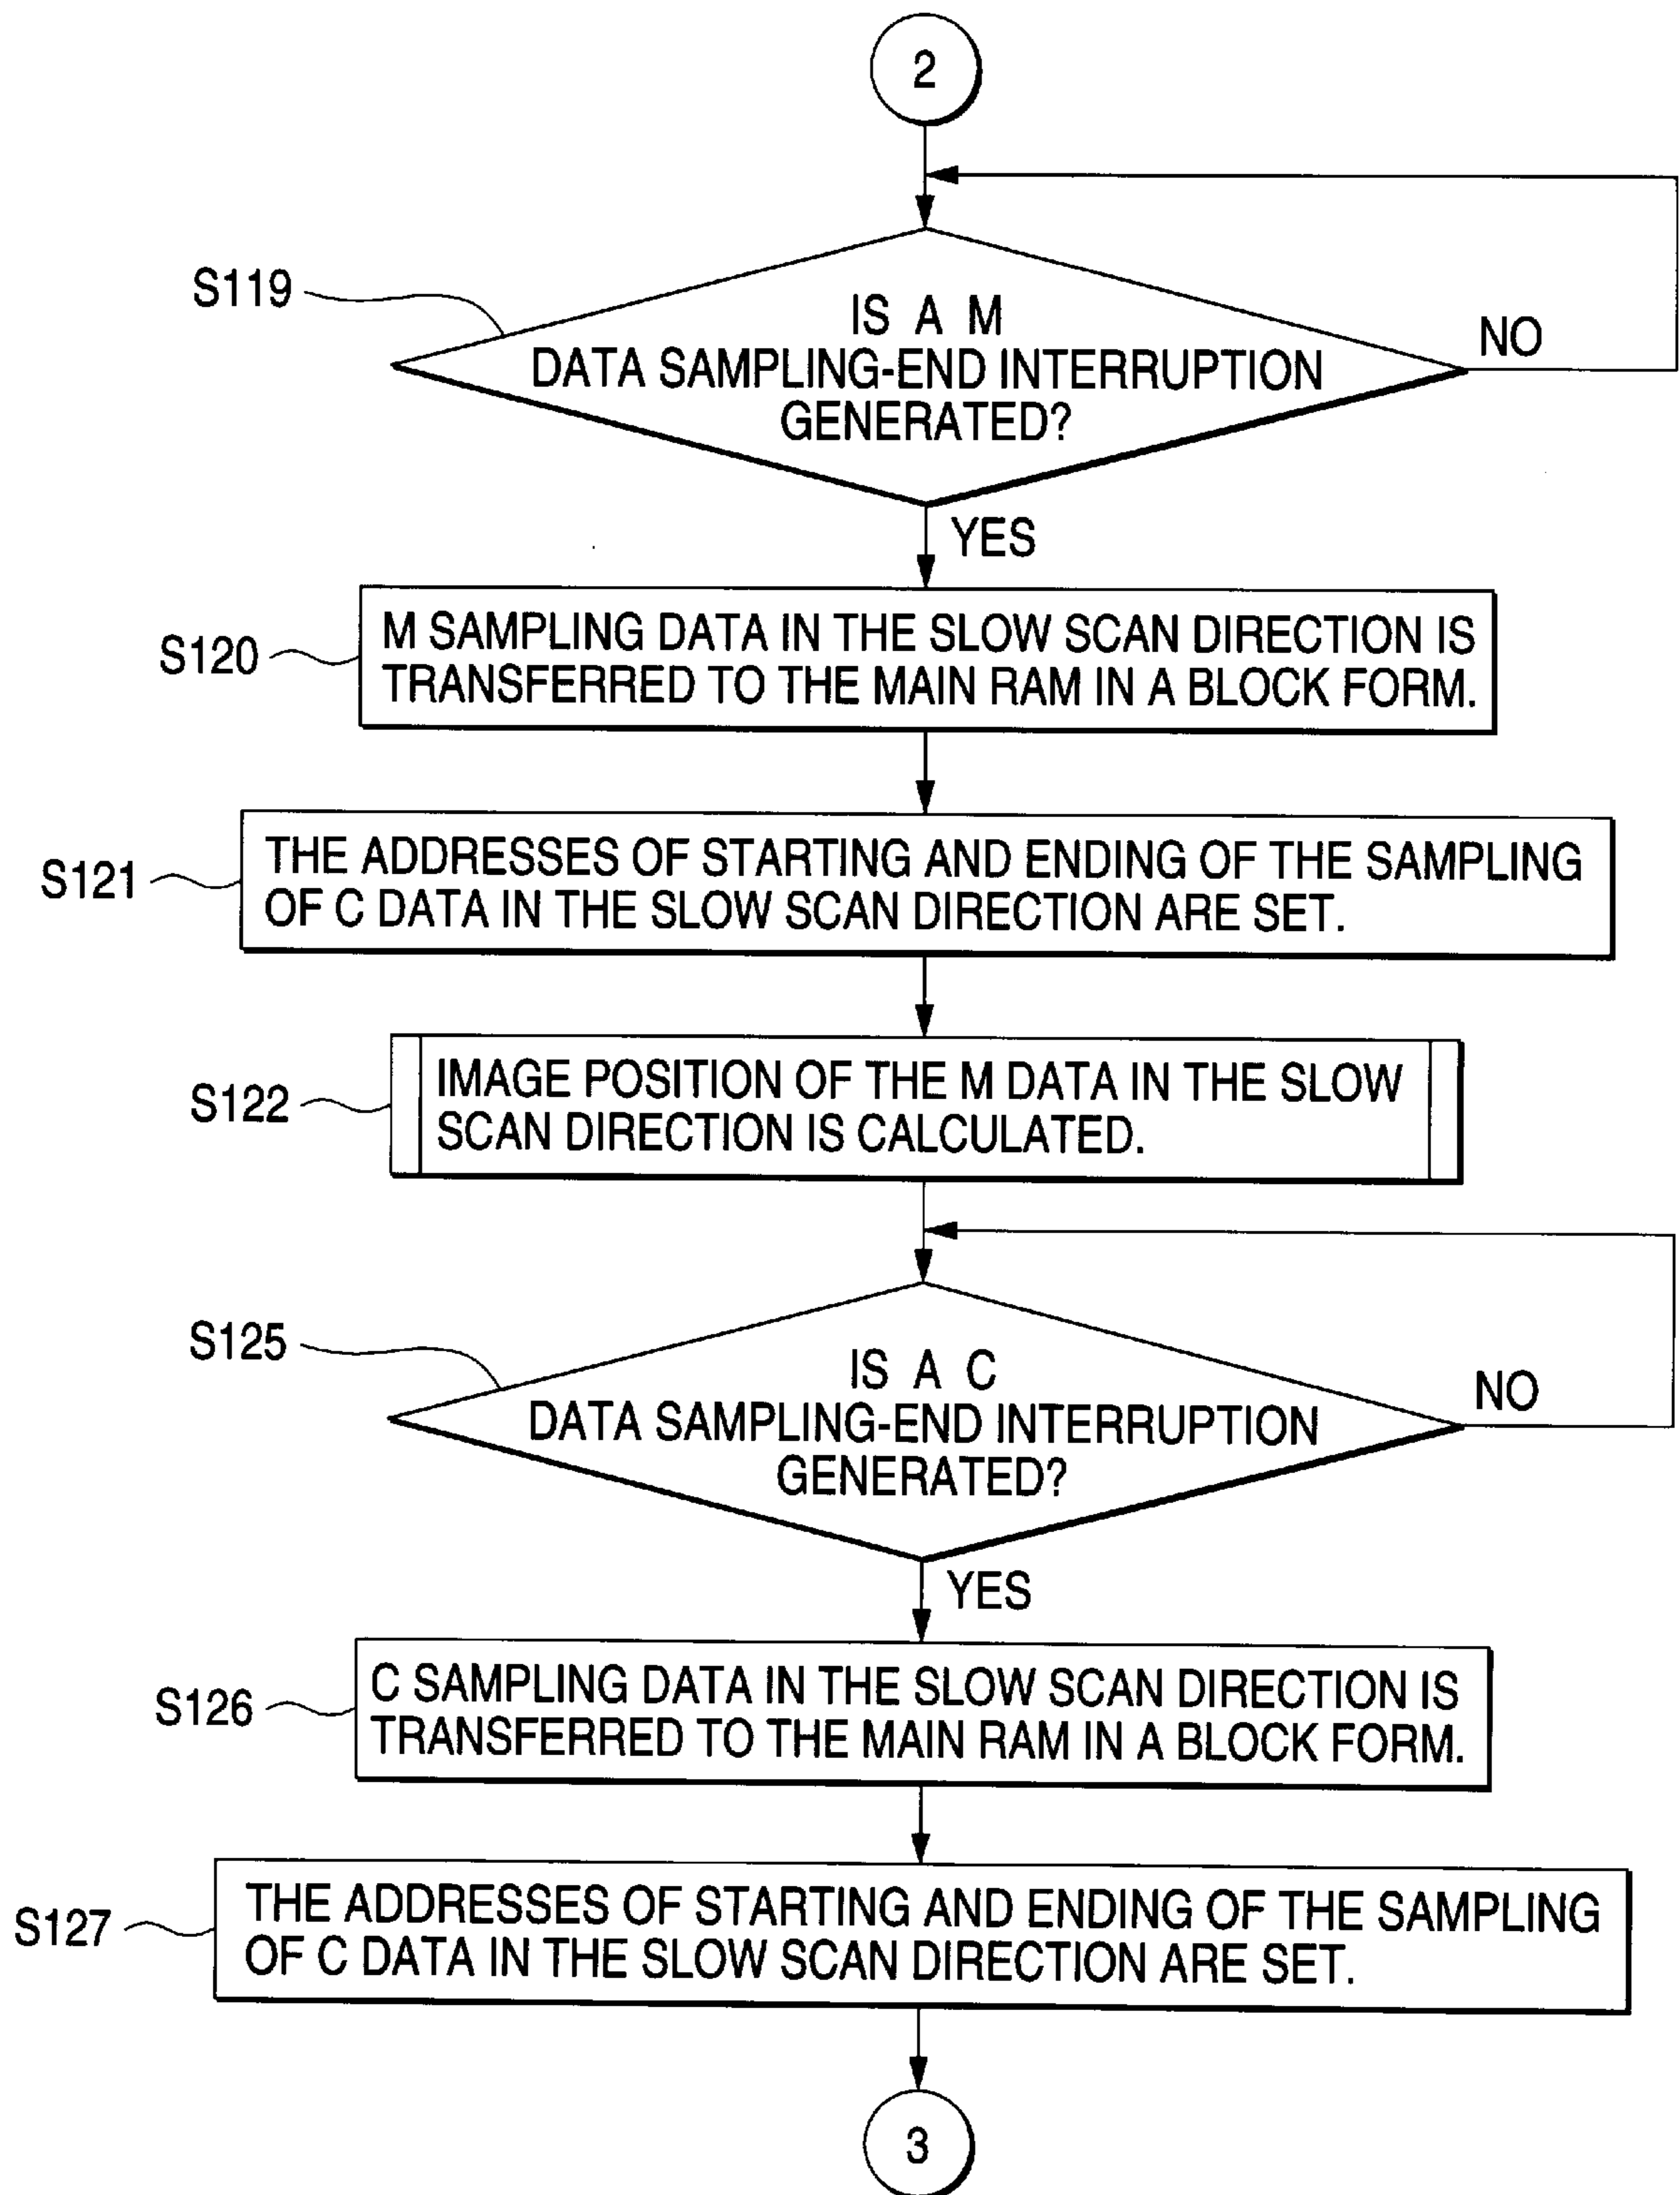 2
S119
IS A M
DATA SAMPLING-END INTERRUPTION
GENERATED?
NO
YES
S120
M SAMPLING DATA IN THE SLOW SCAN DIRECTION IS
TRANSFERRED TO THE MAIN RAM IN A BLOCK FORM.
S121
THE ADDRESSES OF STARTING AND ENDING OF THE SAMPLING
OF C DATA IN THE SLOW SCAN DIRECTION ARE SET.
S122
IMAGE POSITION OF THE M DATA IN THE SLOW
SCAN DIRECTION IS CALCULATED.
S125
IS A C
DATA SAMPLING-END INTERRUPTION
GENERATED?
NO
YES
S126
C SAMPLING DATA IN THE SLOW SCAN DIRECTION IS
TRANSFERRED TO THE MAIN RAM IN A BLOCK FORM.
S127
THE ADDRESSES OF STARTING AND ENDING OF THE SAMPLING
OF C DATA IN THE SLOW SCAN DIRECTION ARE SET.
3